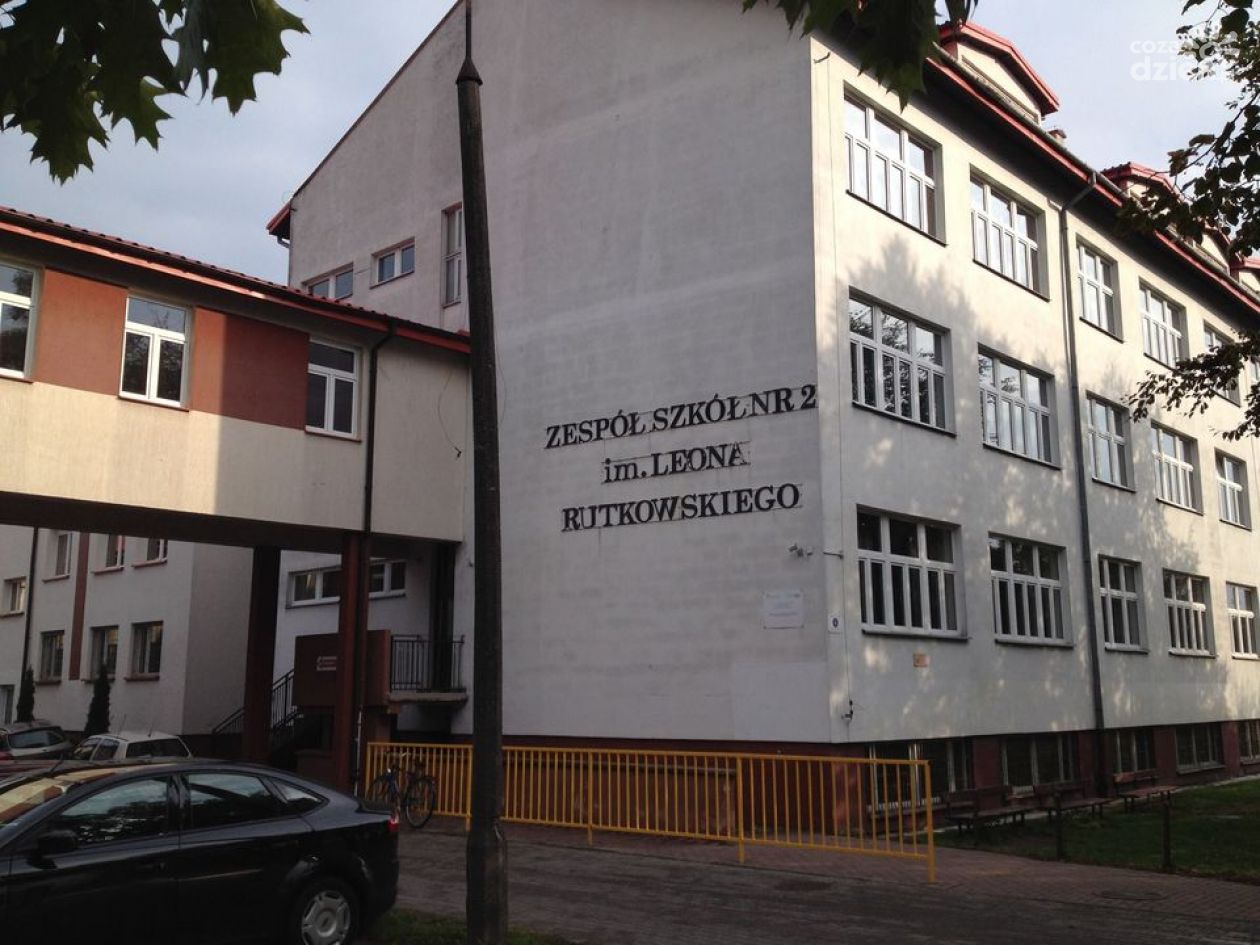 ZESPÓŁ SZKÓŁ NR 2
im. LEONA
RUTKOWSKIEGO